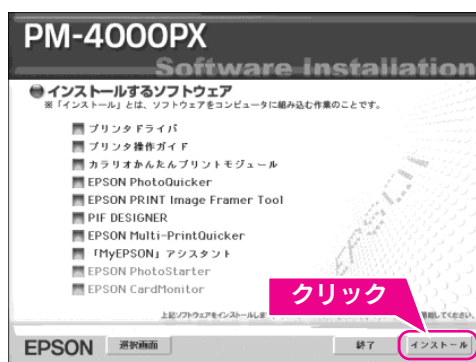 PM-4000PX
Software Installation
インストールするソフトウェア
※「インストール」とは、ソフトウェアをコンピュータに組み込む作業のことです。
プリンタドライバ
プリンタ操作ガイド
カラリオかんたんプリントモジュール
EPSON PhotoQuicker
EPSON PRINT Image Framer Tool
PIF DESIGNER
EPSON Multi-PrintQuicker
「MyEPSON」アシスタント
EPSON PhotoStarter
EPSON CardMonitor
EPSON
クリック
上記ソフトウェアをインストールしま
してください。
EPSON
選択画面
終了
インストール